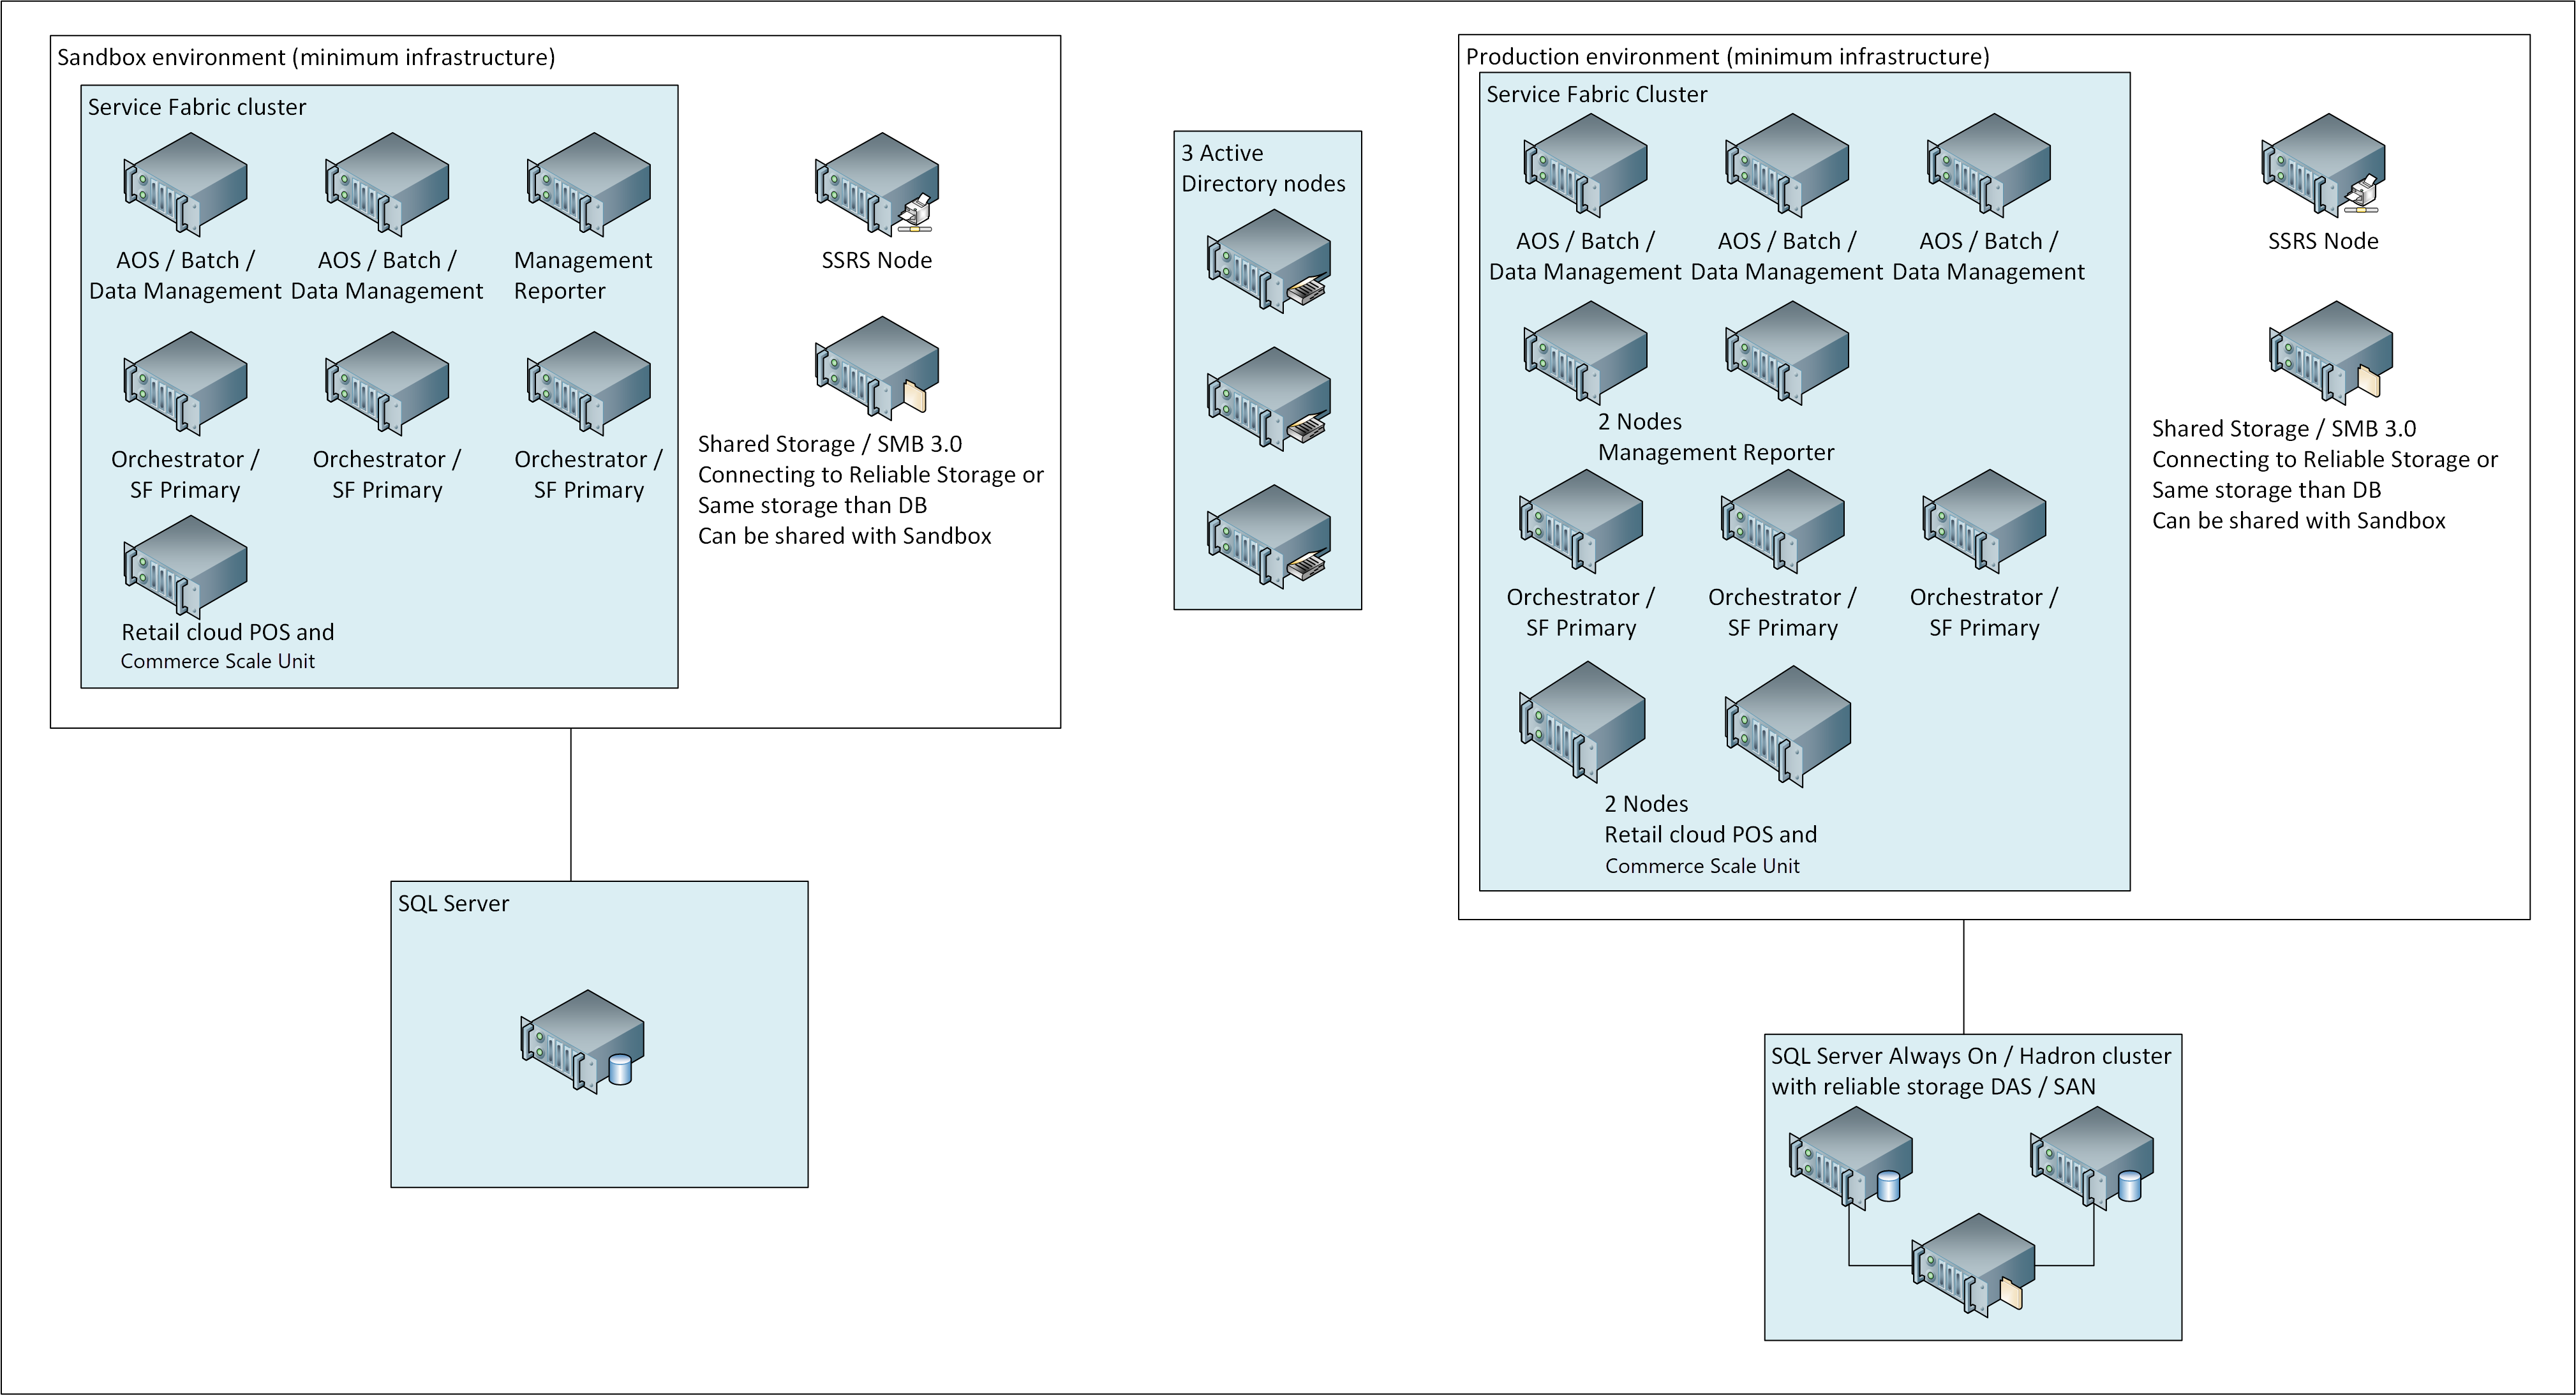 Sandbox environment (minimum infrastructure)
Service Fabric cluster
AOS / Batch /
Data Management
AOS / Batch /
Data Management
Management
Reporter
Orchestrator /
SF Primary
Orchestrator /
SF Primary
Orchestrator /
SF Primary
Retail cloud POS and
Commerce Scale Unit
SSRS Node
Shared Storage / SMB 3.0
Connecting to Reliable Storage or
Same storage than DB
Can be shared with Sandbox
SQL Server
3 Active
Directory nodes
Production environment (minimum infrastructure)
Service Fabric Cluster
AOS / Batch /
Data Management
AOS / Batch /
Data Management
AOS / Batch /
Data Management
2 Nodes
Management Reporter
Orchestrator /
SF Primary
Orchestrator /
SF Primary
Orchestrator /
SF Primary
2 Nodes
Retail cloud POS and
Commerce Scale Unit
SSRS Node
Shared Storage / SMB 3.0
Connecting to Reliable Storage or
Same storage than DB
Can be shared with Sandbox
SQL Server Always On / Hadron cluster
with reliable storage DAS / SAN